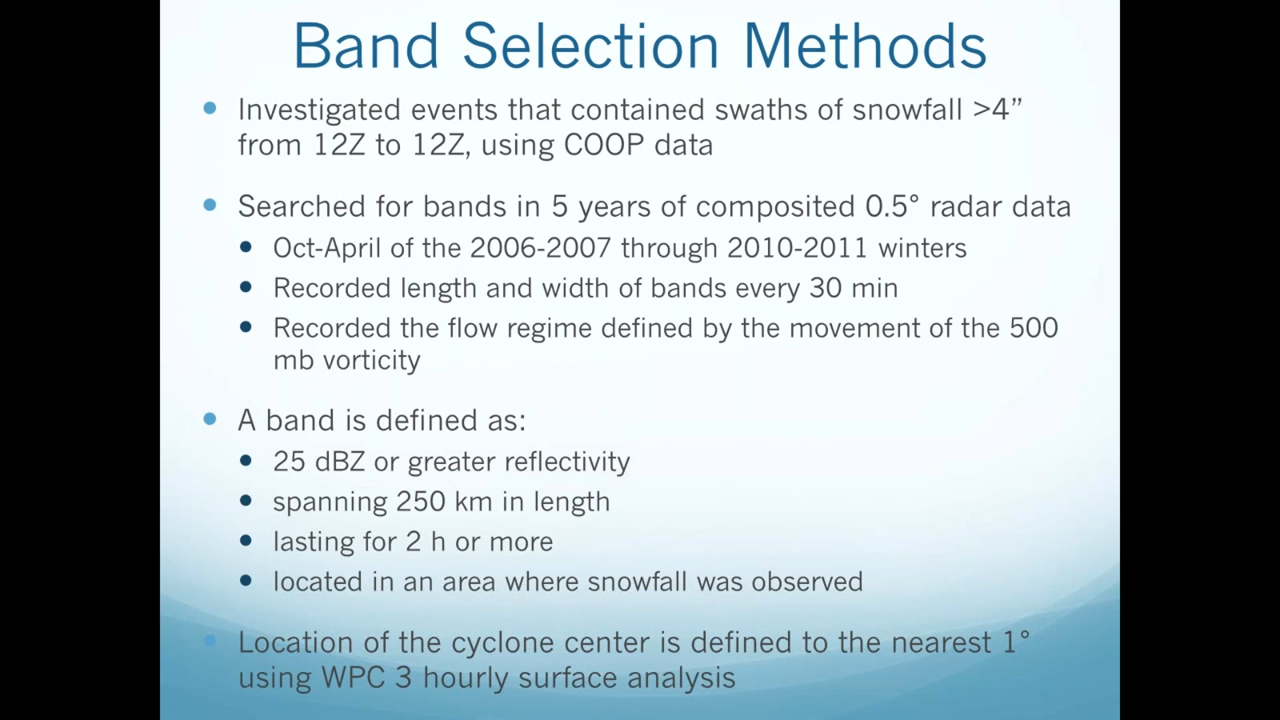 Band Selection Methods
Investigated events that contained swaths of snowfall >4”
from 12Z to 12Z, using COOP data
Searched for bands in 5 years of composited 0.5° radar data
Oct-April of the 2006-2007 through 2010-2011 winters
Recorded length and width of bands every 30 min
Recorded the flow regime defined by the movement of the 500
mb vorticity
A band is defined as:
25 dBZ or greater reflectivity
spanning 250 km in length
lasting for 2 h or more
located in an area where snowfall was observed
Location of the cyclone center is defined to the nearest 1°
using WPC 3 hourly surface analysis